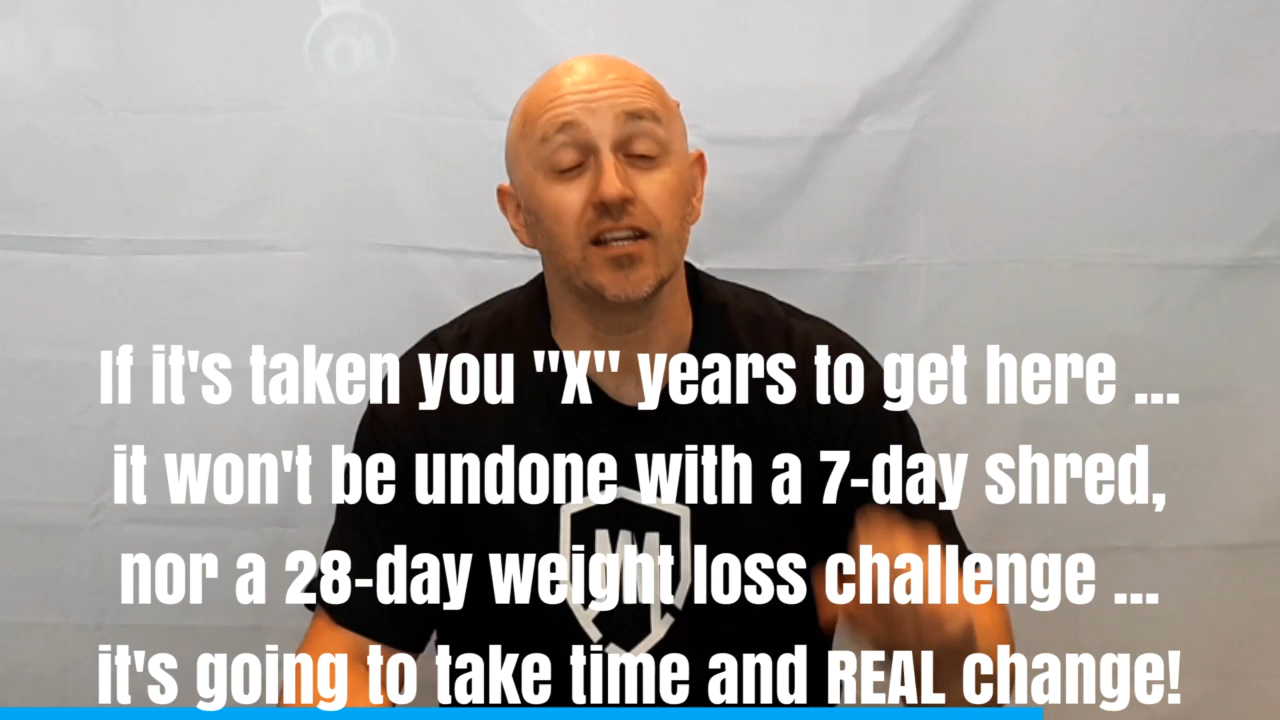 If it's taken you "X" years to get here ...
it won't be undone with a 7-day shred,
nor a 28-day weight loss challenge ...
it's going to take time and REAL change!